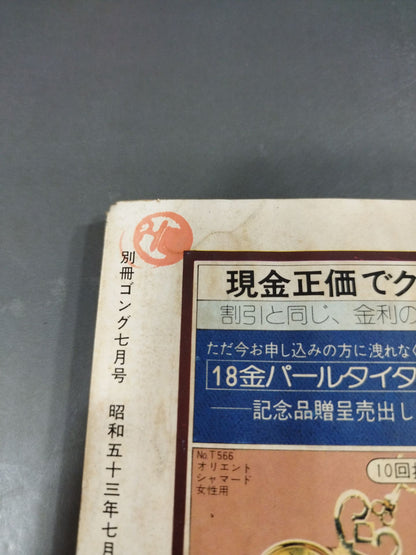 別冊ゴング七月号 昭和五十三年七月
現金正価でク
割引と同じ、金利の
ただ今お申し込みの方に洩れなく
18金パールタイタ
──記念品贈呈売出し
No.T566
オリエント
シャマード
女性用
10回